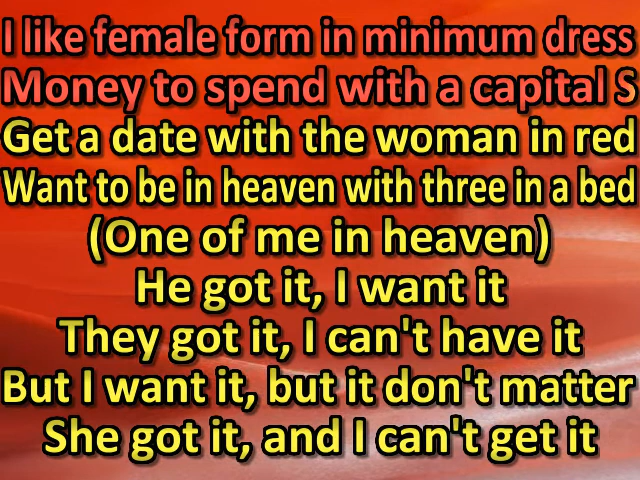 I like female form in minimum dress
Money to spend with a capital S
Get a date with the woman in red
Want to be in heaven with three in a bed
(One of me in heaven)
He got it, I want it
They got it, I can't have it
But I want it, but it don't matter
She got it, and I can't get it